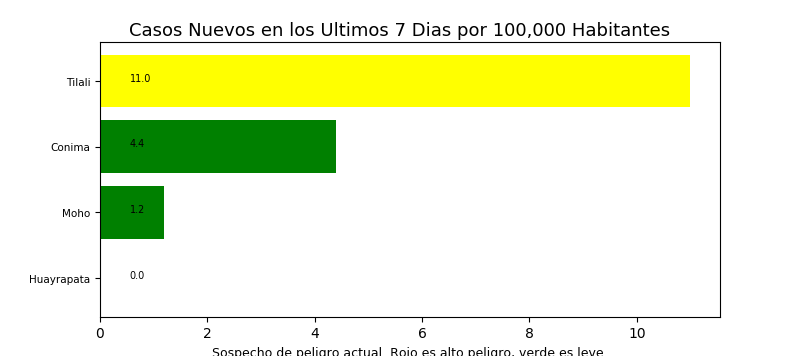 Casos Nuevos en los Ultimos 7 Dias por 100,000 Habitantes
Tilali
11.0
Conima
4.4
Moho
1.2
Huayrapata
0.0
0 2 4 6 8 10
Sospecho de peligro actual. Rojo es alto peligro, verde es leve